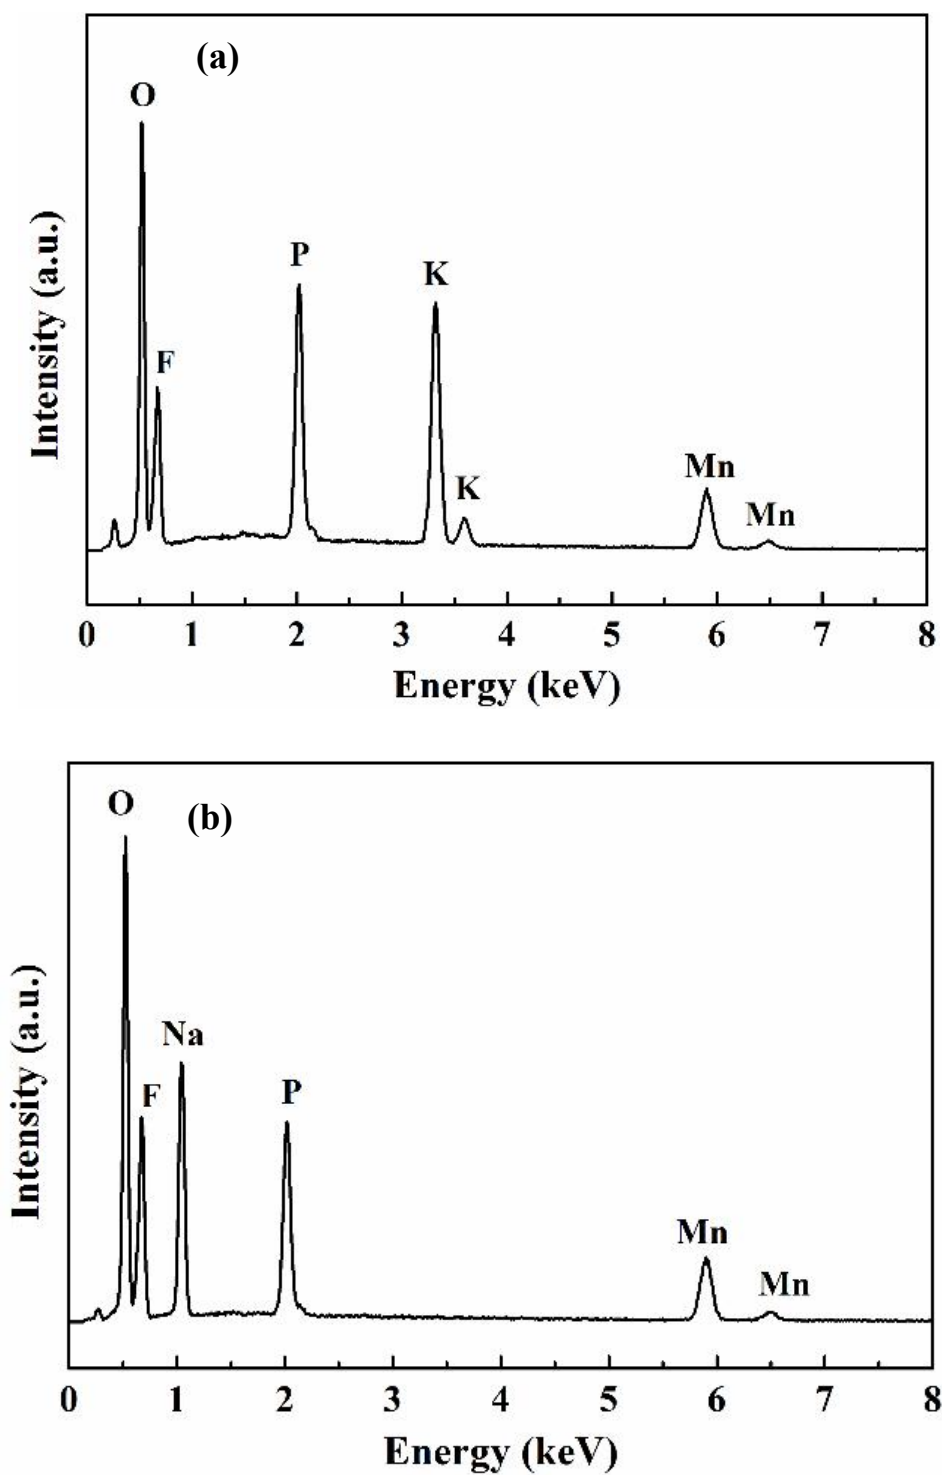 (a)
O
P
K
F
K
Mn
Mn
Intensity (a.u.)
0 1 2 3 4 5 6 7 8
Energy (keV)
O
(b)
Na
F
P
Mn
Mn
Intensity (a.u.)
0 1 2 3 4 5 6 7 8
Energy (keV)